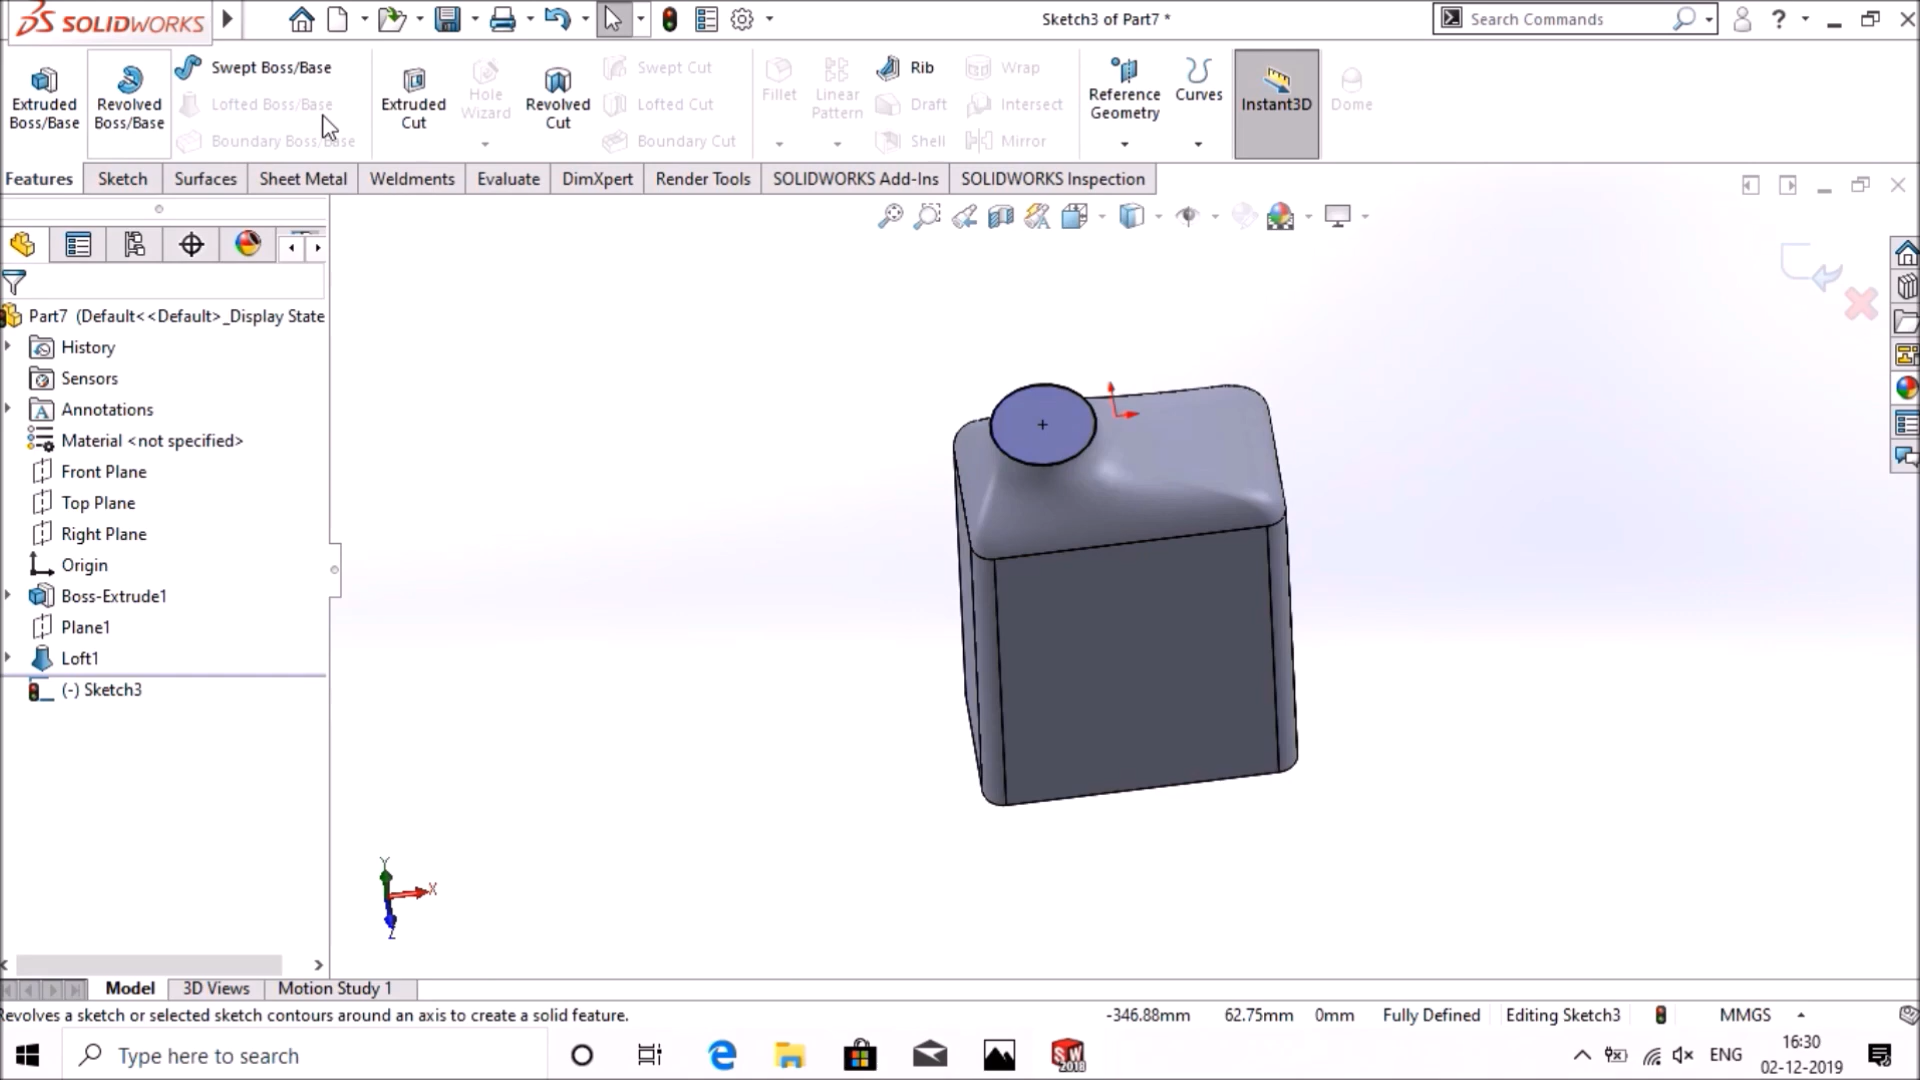 SOLIDWORKS
Sketch3 of Part7 *
Search Commands
Extruded Boss/Base
Revolved Boss/Base
Swept Boss/Base
Lofted Boss/Base
Boundary Boss/Base
Extruded Cut
Hole Wizard
Revolved Cut
Swept Cut
Lofted Cut
Boundary Cut
Fillet
Linear Pattern
Rib
Draft
Shell
Wrap
Intersect
Mirror
Reference Geometry
Curves
Instant3D
Dome
Features Sketch Surfaces Sheet Metal Weldments Evaluate DimXpert Render Tools SOLIDWORKS Add-Ins SOLIDWORKS Inspection
Part7 (Default<<Default>_Display State
History
Sensors
Annotations
Material <not specified>
Front Plane
Top Plane
Right Plane
Origin
Boss-Extrude1
Plane1
Loft1
(-) Sketch3
Y
X
Z
Model 3D Views Motion Study 1
Revolves a sketch or selected sketch contours around an axis to create a solid feature.
-346.88mm 62.75mm 0mm Fully Defined Editing Sketch3 MMGS
Type here to search
SW
2018
ENG
16:30
02-12-2019